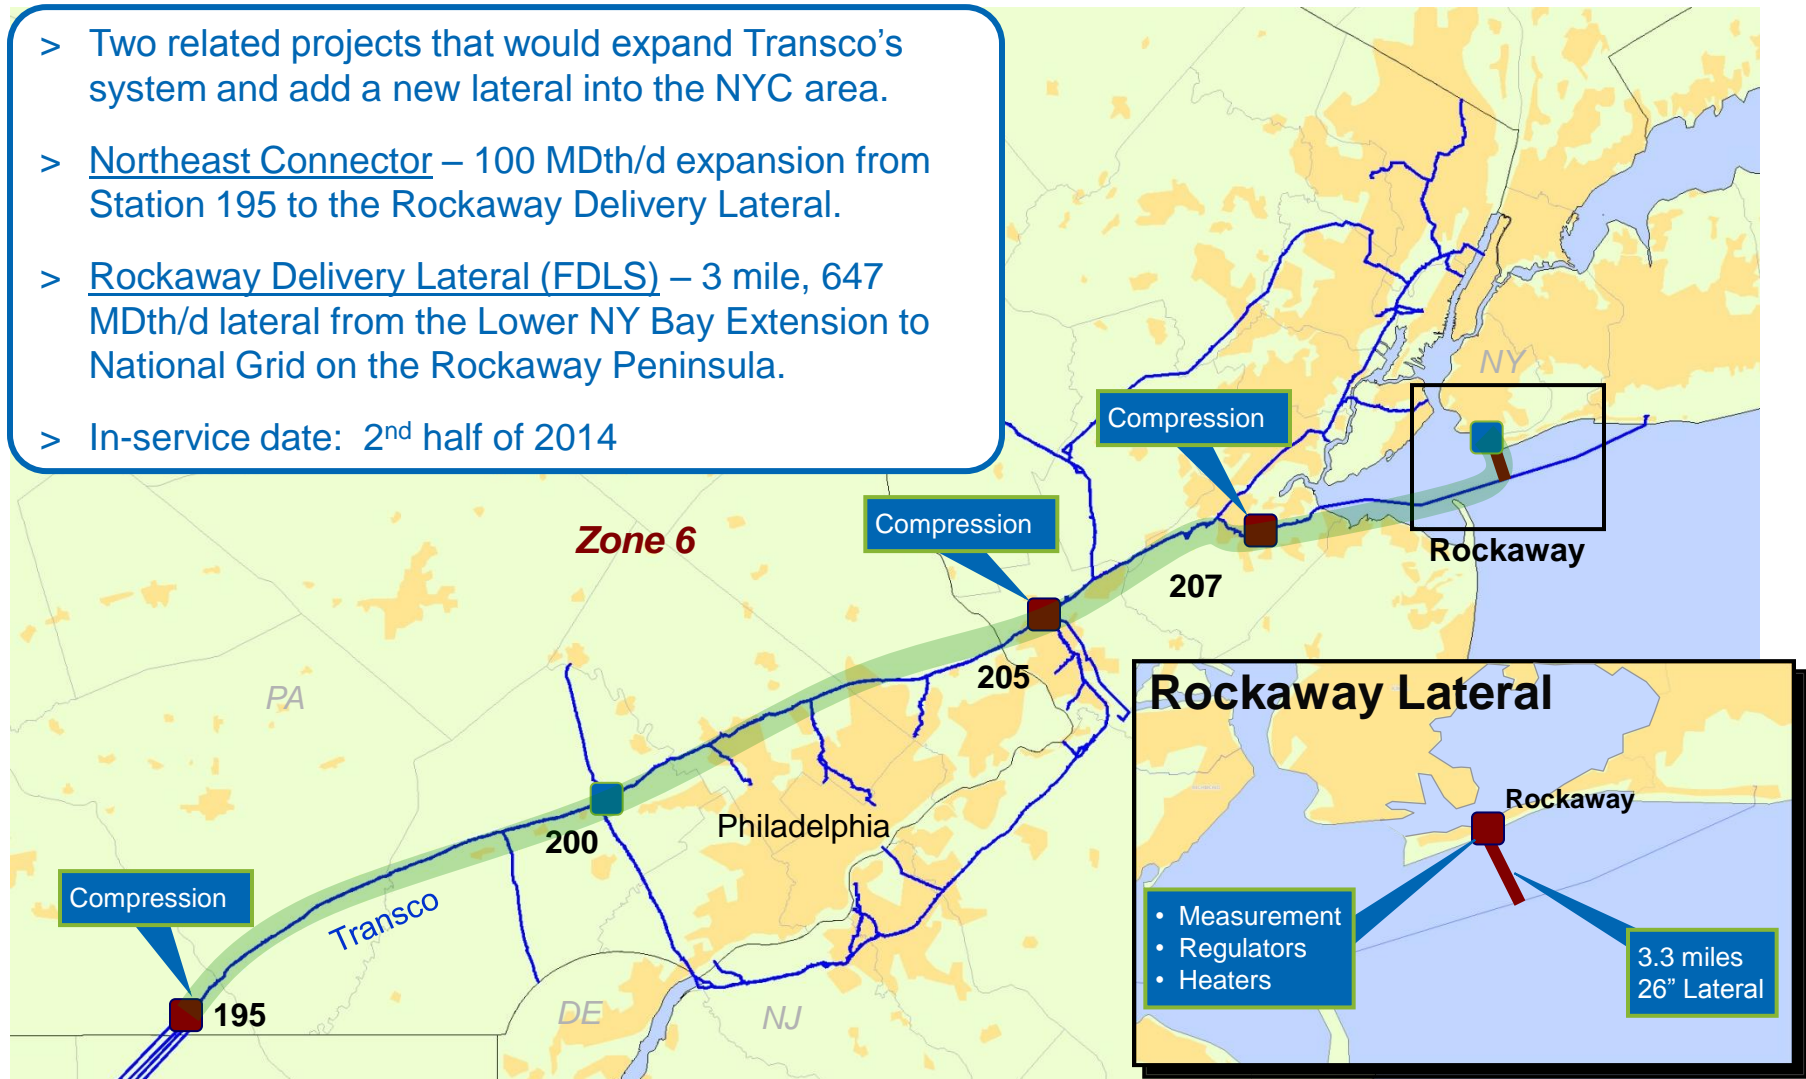 > Two related projects that would expand Transco’s
system and add a new lateral into the NYC area.
> Northeast Connector – 100 MDth/d expansion from
Station 195 to the Rockaway Delivery Lateral.
> Rockaway Delivery Lateral (FDLS) – 3 mile, 647
MDth/d lateral from the Lower NY Bay Extension to
National Grid on the Rockaway Peninsula.
> In-service date: 2nd half of 2014
NY
Compression
Compression
Zone 6
Rockaway
207
205
PA
Philadelphia
200
Compression
Transco
195
DE
NJ
Rockaway Lateral
Rockaway
• Measurement
• Regulators
• Heaters
3.3 miles
26” Lateral